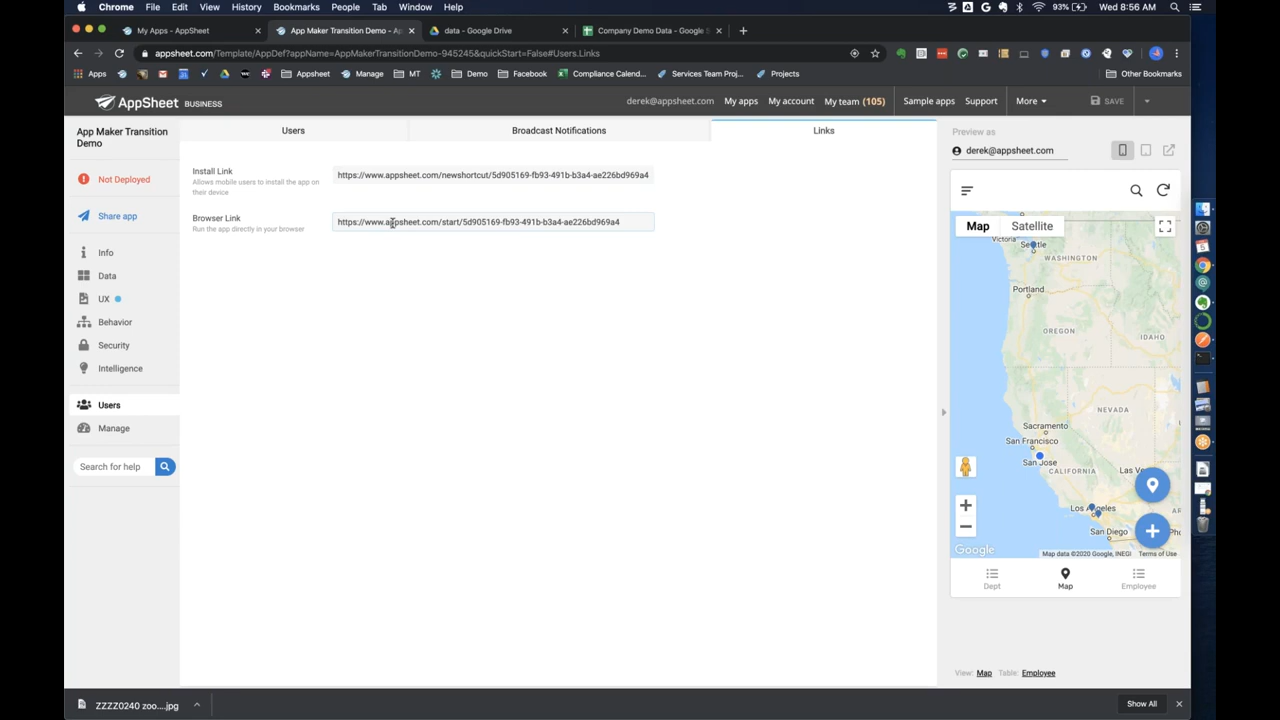 Chrome File Edit View History Bookmarks People Tab Window Help
93% Wed 8:56 AM
My Apps - AppSheet
App Maker Transition Demo - Ap
data - Google Drive
Company Demo Data - Google S
appsheet.com/Template/AppDef?appName=AppMakerTransitionDemo-945245&quickStart=False#Users.Links
Apps Appsheet Manage MT Demo Facebook Compliance Calend... Services Team Proj... Projects Other Bookmarks
AppSheet BUSINESS
derek@appsheet.com My apps My account My team (105) Sample apps Support More SAVE
App Maker Transition
Demo
Users Broadcast Notifications Links
Preview as
derek@appsheet.com
Not Deployed
Share app
Info
Data
UX
Behavior
Security
Intelligence
Users
Manage
Search for help
Install Link
Allows mobile users to install the app on
their device
https://www.appsheet.com/newshortcut/5d905169-fb93-491b-b3a4-ae226bd969a4
Browser Link
Run the app directly in your browser
https://www.appsheet.com/start/5d905169-fb93-491b-b3a4-ae226bd969a4
Map Satellite
Victoria
Seattle
WASHINGTON
Portland
OREGON
IDAHO
NEVADA
Sacramento
San Francisco
San Jose
CALIFORNIA
Las Ve
Los Angeles
San Diego
Google
Map data ©2020 Google, INEGI Terms of Use
Dept Map Employee
View: Map Table: Employee
ZZZZ0240 zoo....jpg
Show All